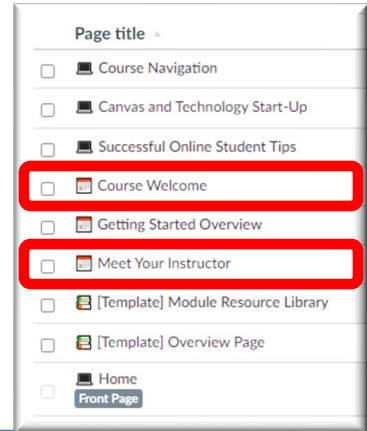 Page title
Course Navigation
Canvas and Technology Start-Up
Successful Online Student Tips
Course Welcome
Getting Started Overview
Meet Your Instructor
[Template] Module Resource Library
[Template] Overview Page
Home
Front Page